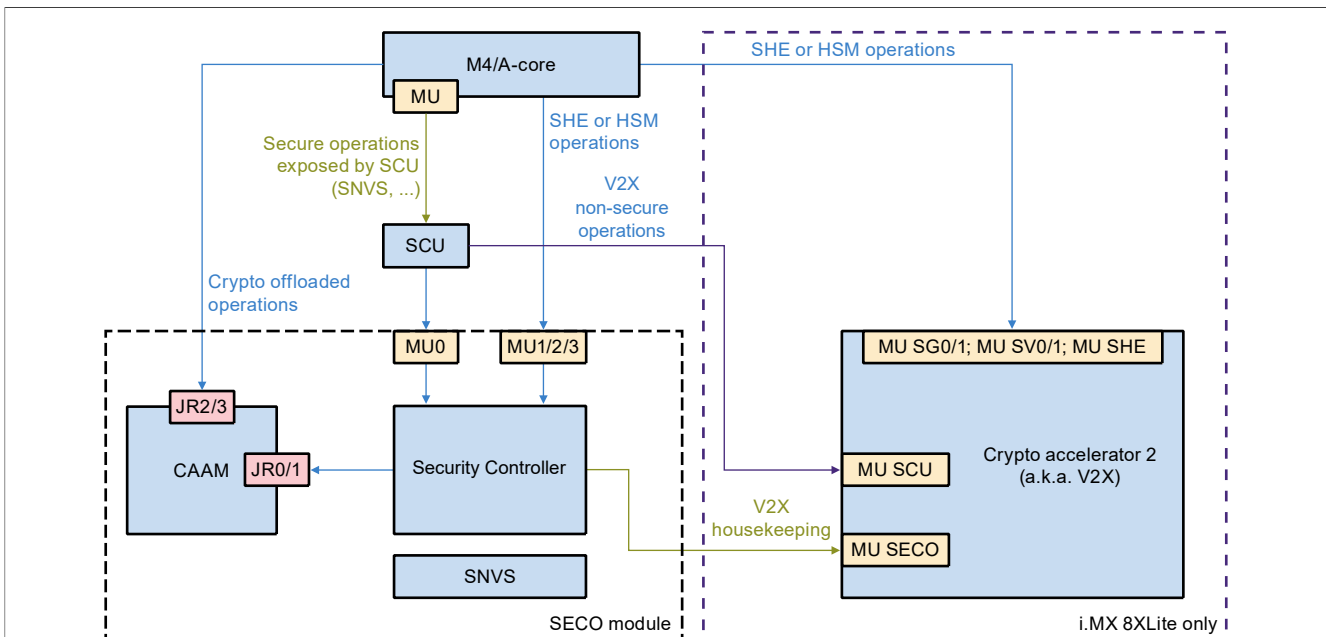 SHE or HSM operations
M4/A-core
MU
SHE or HSM
operations
Secure operations
exposed by SCU
(SNVS, ...)
V2X
non-secure
operations
SCU
Crypto offloaded
operations
MU0
MU1/2/3
MU SG0/1; MU SV0/1; MU SHE
JR2/3
CAAM
JR0/1
Security Controller
MU SCU
Crypto accelerator 2
(a.k.a. V2X)
V2X
housekeeping
MU SECO
SNVS
SECO module
i.MX 8XLite only